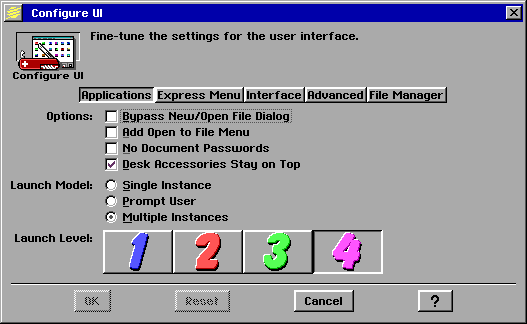 Configure UI
Fine-tune the settings for the user interface.
Configure UI
Applications Express Menu Interface Advanced File Manager
Options: Bypass New/Open File Dialog
Add Open to File Menu
No Document Passwords
Desk Accessories Stay on Top
Launch Model: Single Instance
Prompt User
Multiple Instances
Launch Level: 1 2 3 4
OK Reset Cancel ?